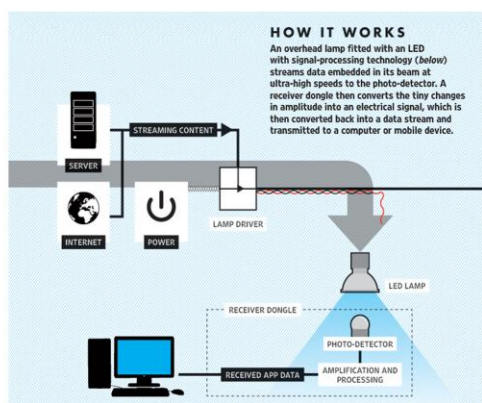 HOW IT WORKS
An overhead lamp fitted with an LED
with signal-processing technology (below)
streams data embedded in its beam at
ultra-high speeds to the photo-detector. A
receiver dongle then converts the tiny changes
in amplitude into an electrical signal, which is
then converted back into a data stream and
transmitted to a computer or mobile device.
STREAMING CONTENT
SERVER
INTERNET
POWER
LAMP DRIVER
LED LAMP
RECEIVER DONGLE
PHOTO-DETECTOR
AMPLIFICATION AND
PROCESSING
RECEIVED APP DATA